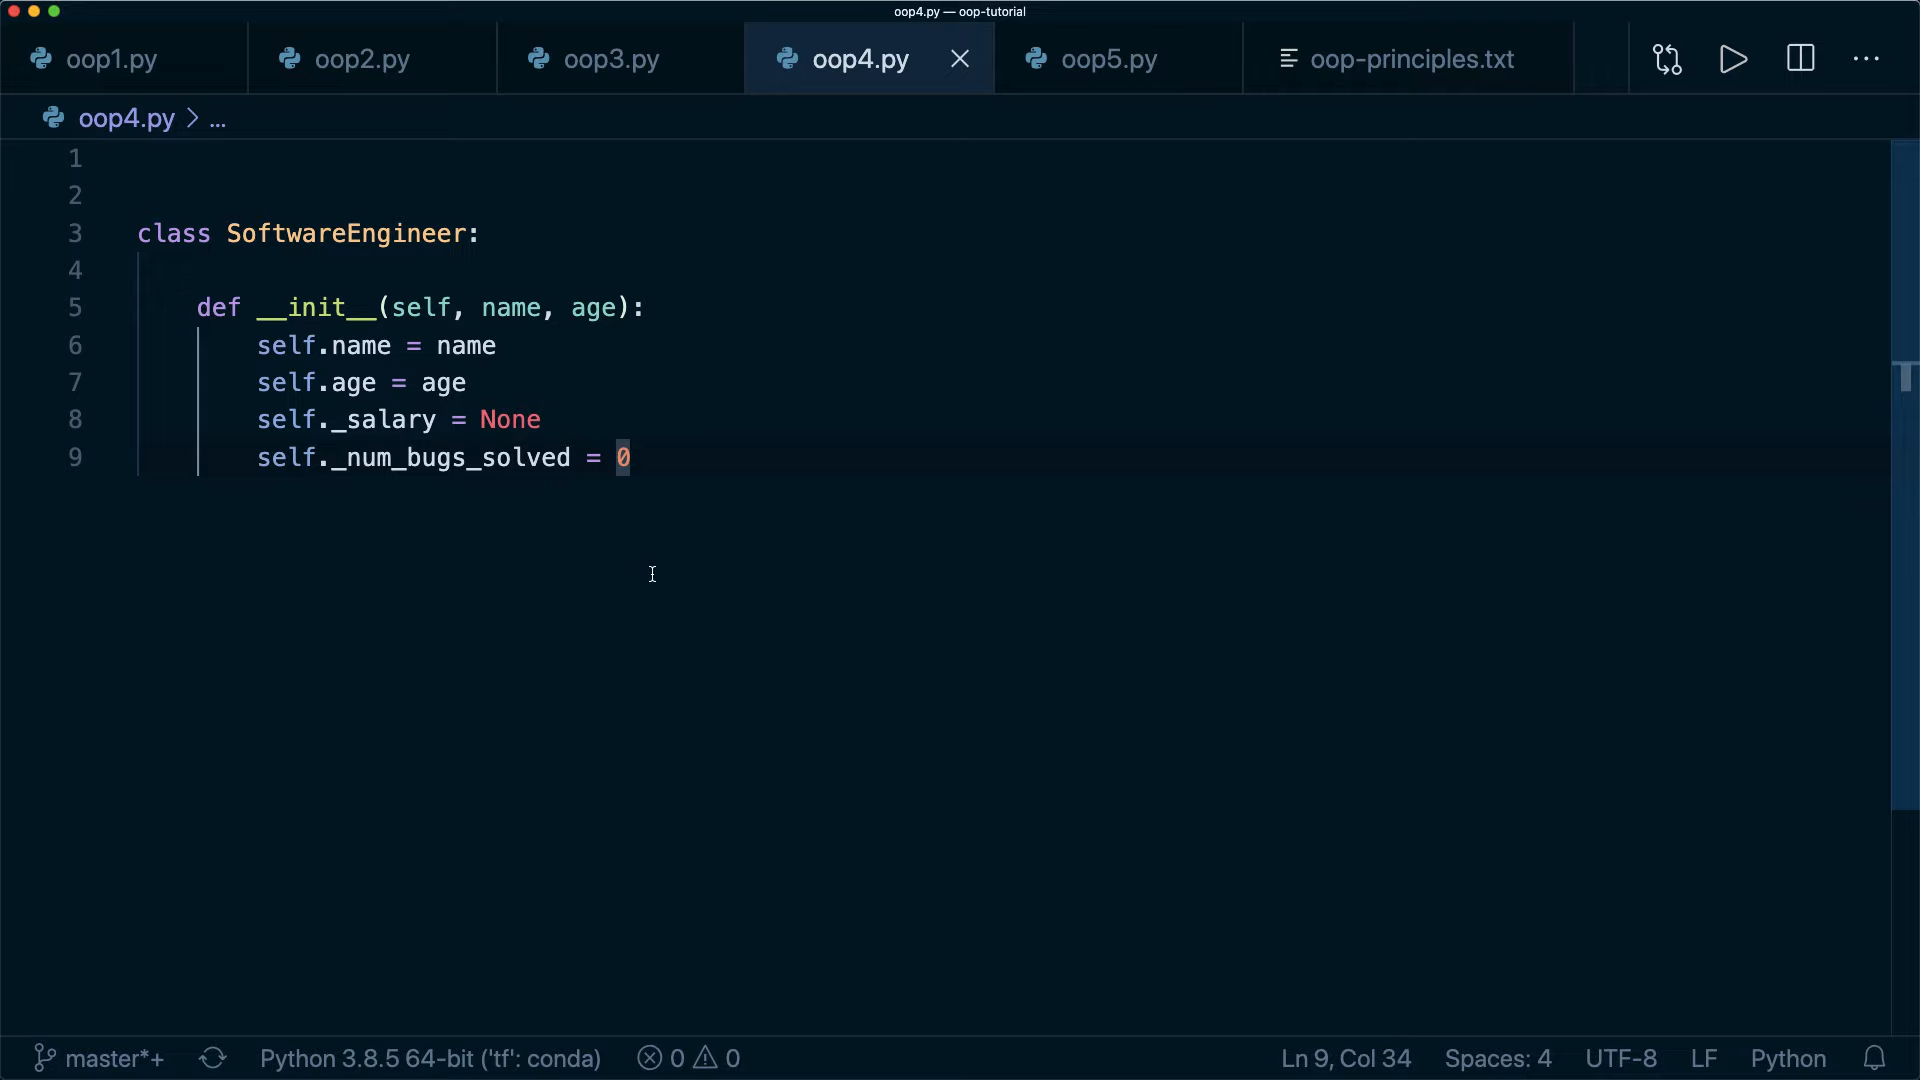 oop4.py — oop-tutorial
oop1.py oop2.py oop3.py oop4.py oop5.py oop-principles.txt
oop4.py > ...
1
2
3 class SoftwareEngineer:
4
5 def __init__(self, name, age):
6 self.name = name
7 self.age = age
8 self._salary = None
9 self._num_bugs_solved = 0
master*+ Python 3.8.5 64-bit ('tf': conda) 0 0 Ln 9, Col 34 Spaces: 4 UTF-8 LF Python